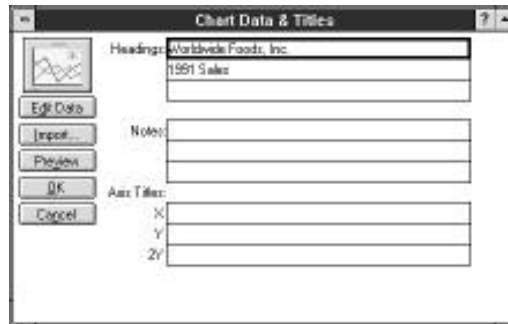 Chart Data & Titles
?
Headings: Worldwide Foods, Inc.
1991 Sales
Edit Data
Import...
Notes:
Preview
OK
Axis Titles:
Cancel
X
Y
2Y